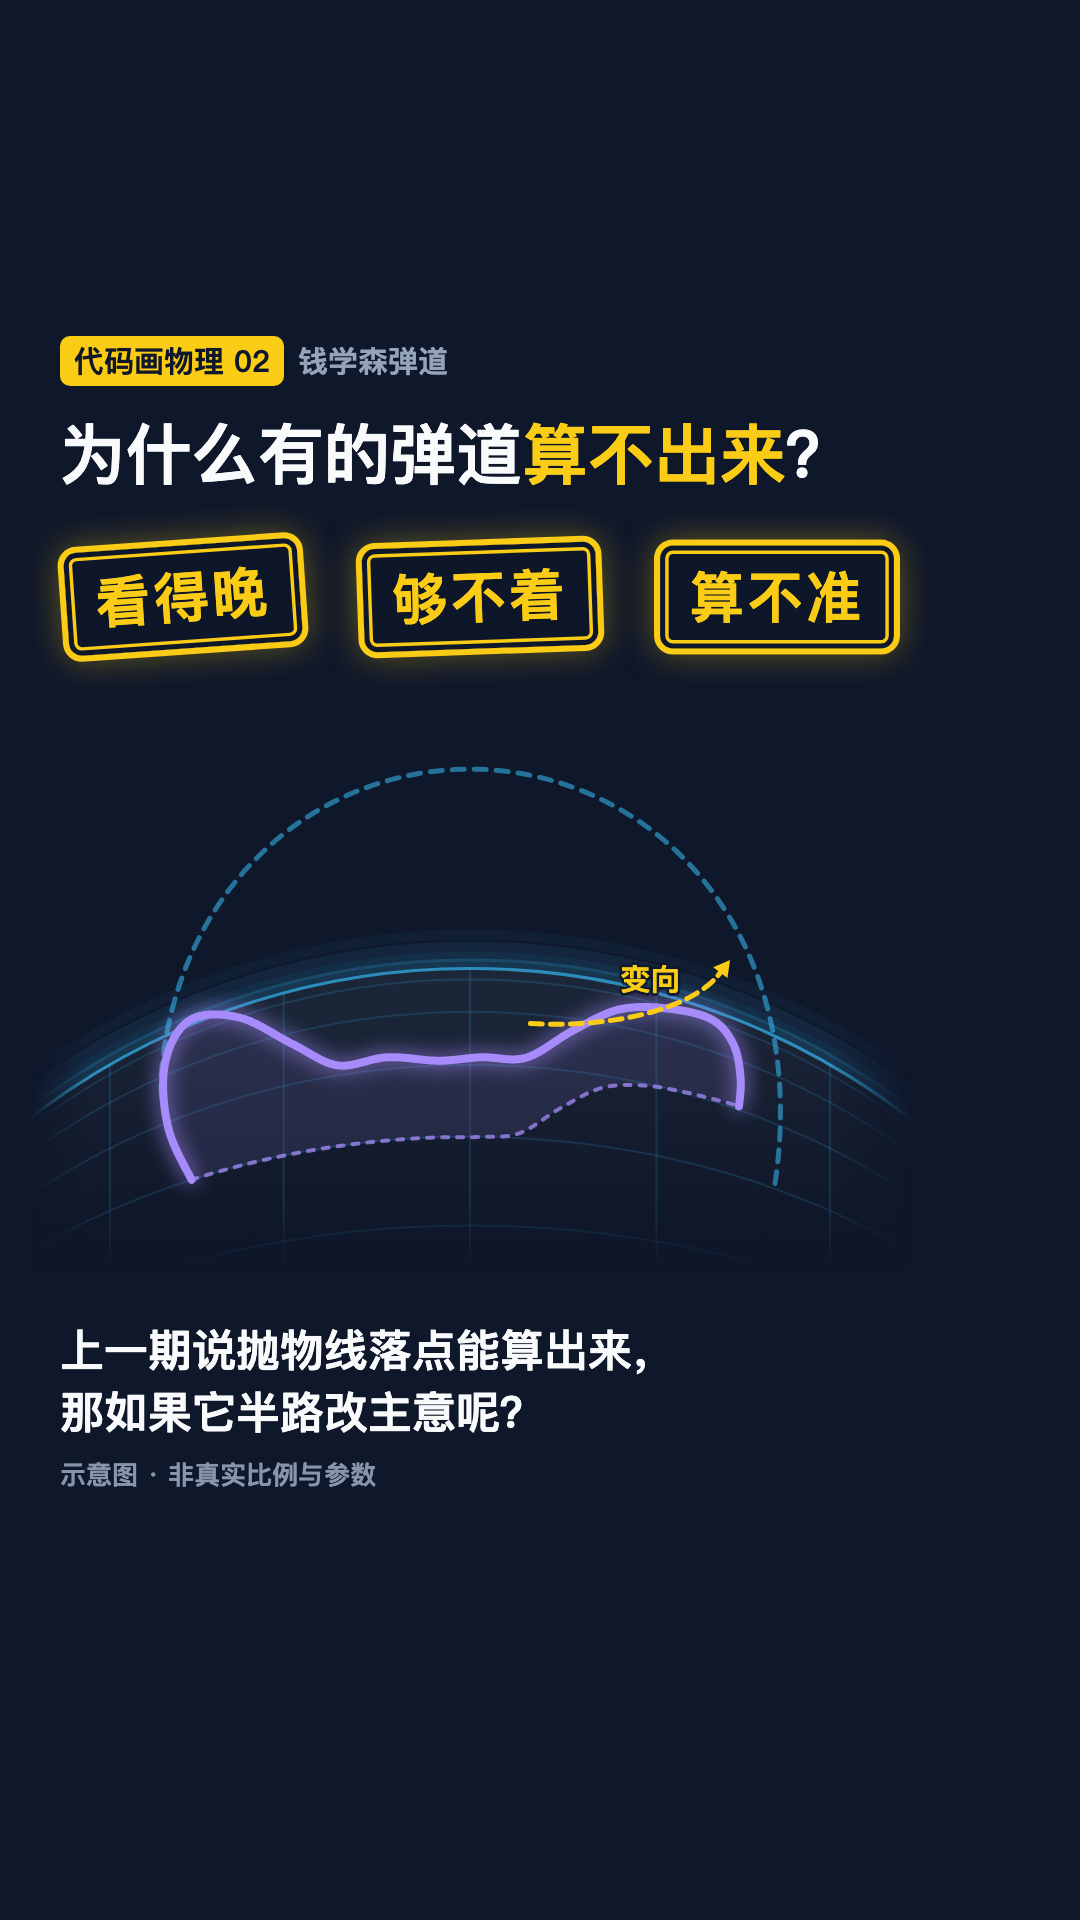 代码画物理 02 钱学森弹道
为什么有的弹道算不出来?
看得晚 够不着 算不准
变向
上一期说抛物线落点能算出来,
那如果它半路改主意呢?
示意图 · 非真实比例与参数